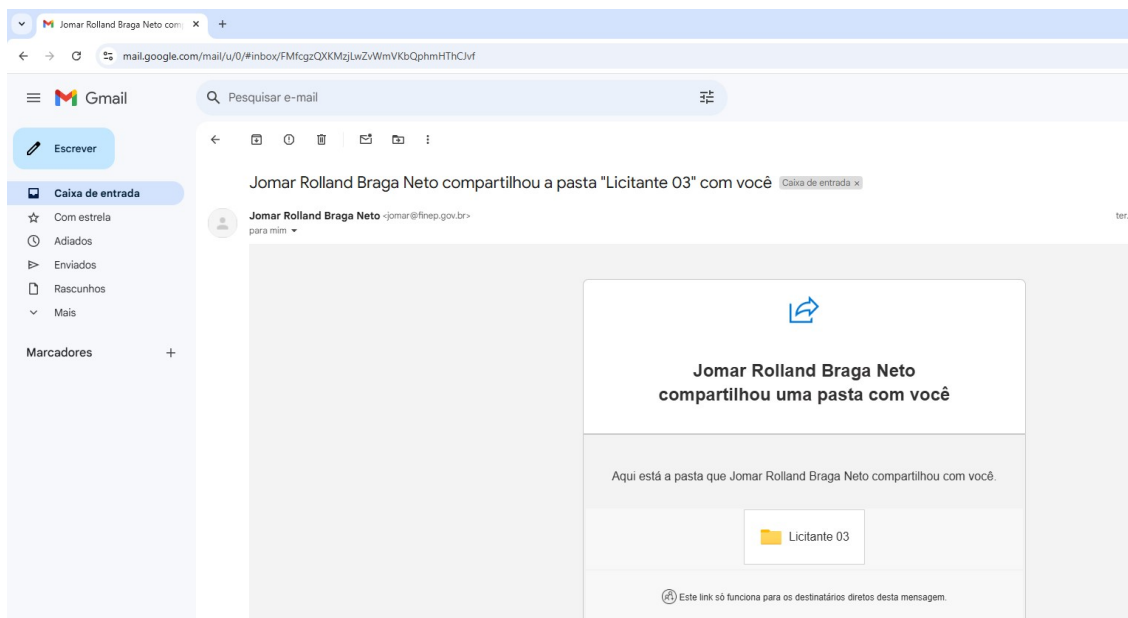 Jomar Rolland Braga Neto com
mail.google.com/mail/u/0/#inbox/FMfcgzQXKMzjLwZvWmVKbQphmHThCJvf
Gmail
Pesquisar e-mail
Escrever
Caixa de entrada
Com estrela
Adiados
Enviados
Rascunhos
Mais
Marcadores
Jomar Rolland Braga Neto compartilhou a pasta "Licitante 03" com você Caixa de entrada x
Jomar Rolland Braga Neto <jomar@finep.gov.br>
ter.
para mim
Jomar Rolland Braga Neto
compartilhou uma pasta com você
Aqui está a pasta que Jomar Rolland Braga Neto compartilhou com você.
Licitante 03
Este link só funciona para os destinatários diretos desta mensagem.